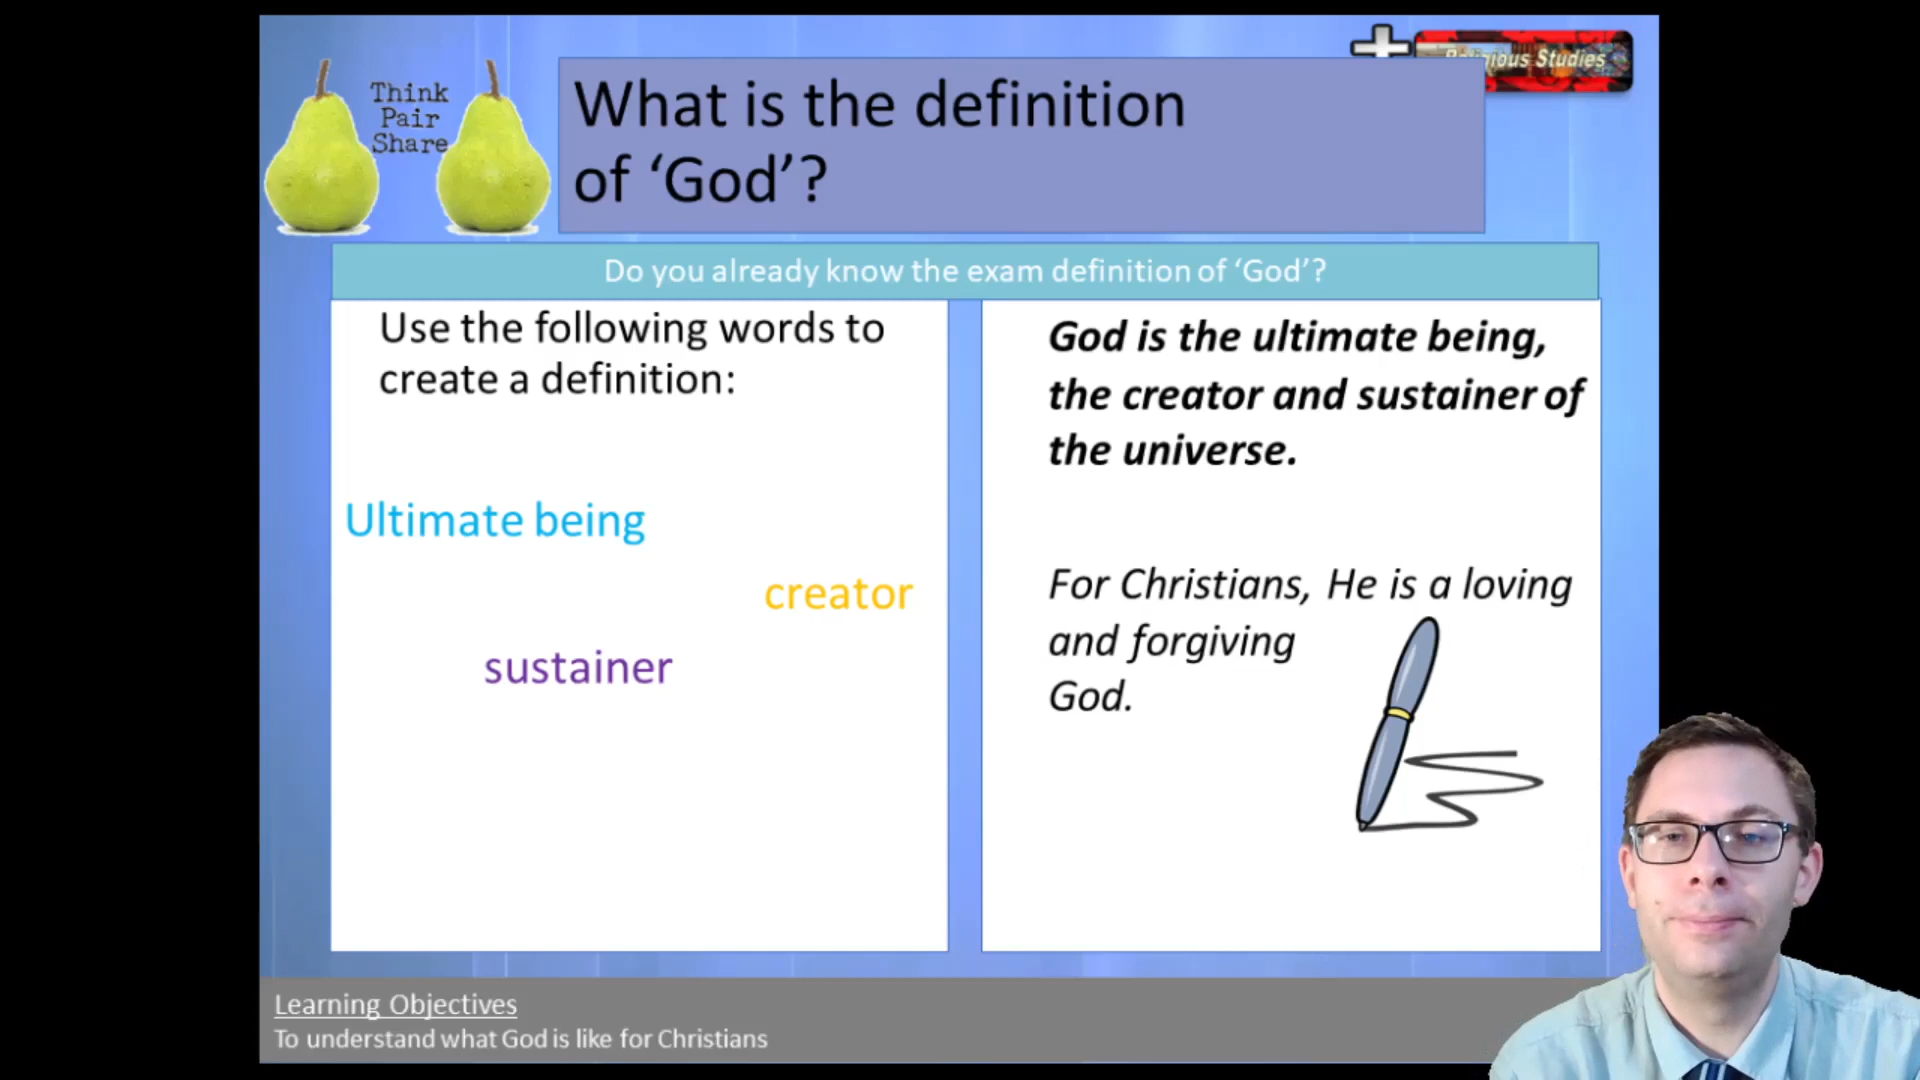 Think
Pair
Share
Religious Studies
What is the definition
of ‘God’?
Do you already know the exam definition of ‘God’?
Use the following words to
create a definition:
Ultimate being
creator
sustainer
God is the ultimate being,
the creator and sustainer of
the universe.
For Christians, He is a loving
and forgiving
God.
Learning Objectives
To understand what God is like for Christians